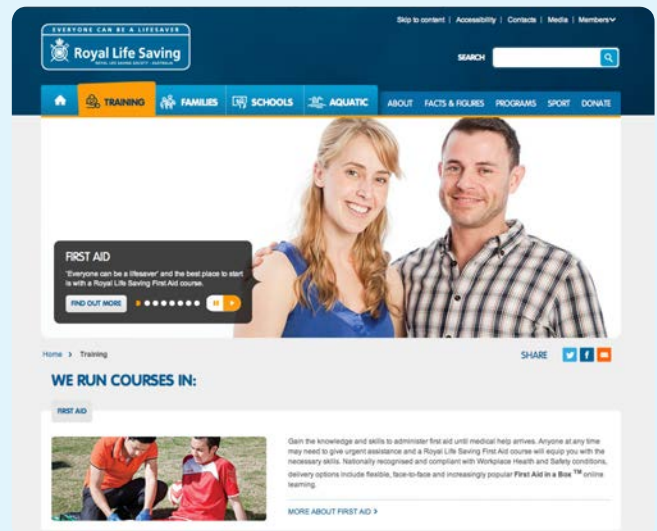 Skip to content | Accessibility | Contacts | Media | Members
EVERYONE CAN BE A LIFESAVER
Royal Life Saving
ROYAL LIFE SAVING SOCIETY - AUSTRALIA
SEARCH
TRAINING FAMILIES SCHOOLS AQUATIC ABOUT FACTS & FIGURES PROGRAMS SPORT DONATE
FIRST AID
'Everyone can be a lifesaver' and the best place to start
is with a Royal Life Saving First Aid course.
FIND OUT MORE
Home > Training
SHARE
WE RUN COURSES IN:
FIRST AID
Gain the knowledge and skills to administer first aid until medical help arrives. Anyone at any time
may need to give urgent assistance and a Royal Life Saving First Aid course will equip you with the
necessary skills. Nationally recognised and compliant with Workplace Health and Safety conditions,
delivery options include flexible, face-to-face and increasingly popular First Aid in a Box ™ online
learning.
MORE ABOUT FIRST AID >